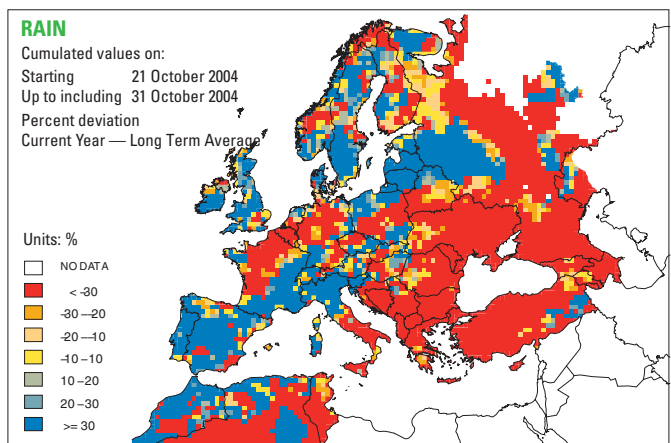 RAIN
Cumulated values on:
Starting 21 October 2004
Up to including 31 October 2004
Percent deviation
Current Year — Long Term Average
Units: %
NO DATA
< -30
-30 –-20
-20 —-10
-10 – 10
10 –20
20 –30
>= 30